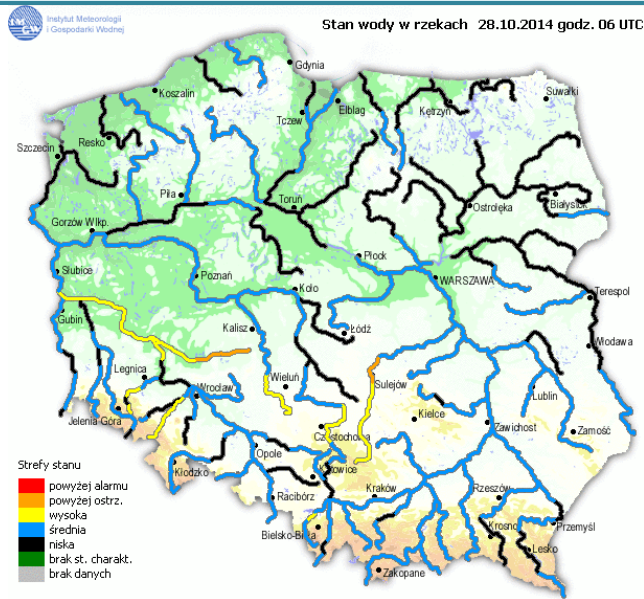 IMGW
Instytut Meteorologii
i Gospodarki Wodnej
Stan wody w rzekach 28.10.2014 godz. 06 UTC
Gdynia
Koszalin
Suwałki
Tczew
Elbląg
Kętrzyn
Resko
Szczecin
Piła
Toruń
Ostrołęka
Białystok
Gorzów Wlkp.
Płock
Słubice
Poznań
Koło
WARSZAWA
Terespol
Gubin
Kalisz
Łódź
Włodawa
Legnica
Wrocław
Wieluń
Sulejów
Lublin
Jelenia Góra
Kielce
Zawichost
Zamość
Częstochowa
Opole
Kłodzko
Katowice
Racibórz
Kraków
Rzeszów
Bielsko-Biała
Krosno
Przemyśl
Lesko
Zakopane
Strefy stanu
powyżej alarmu
powyżej ostrz.
wysoka
średnia
niska
brak st. charakt.
brak danych